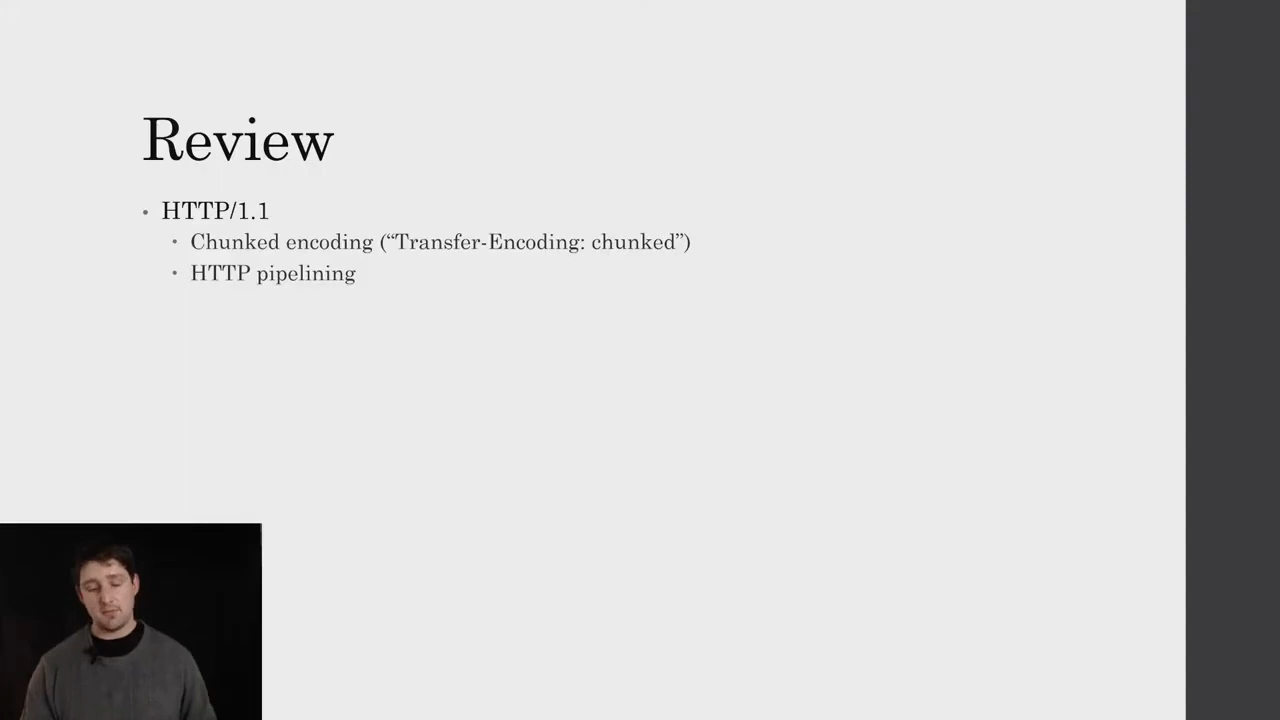 Review
• HTTP/1.1
• Chunked encoding (“Transfer-Encoding: chunked”)
• HTTP pipelining